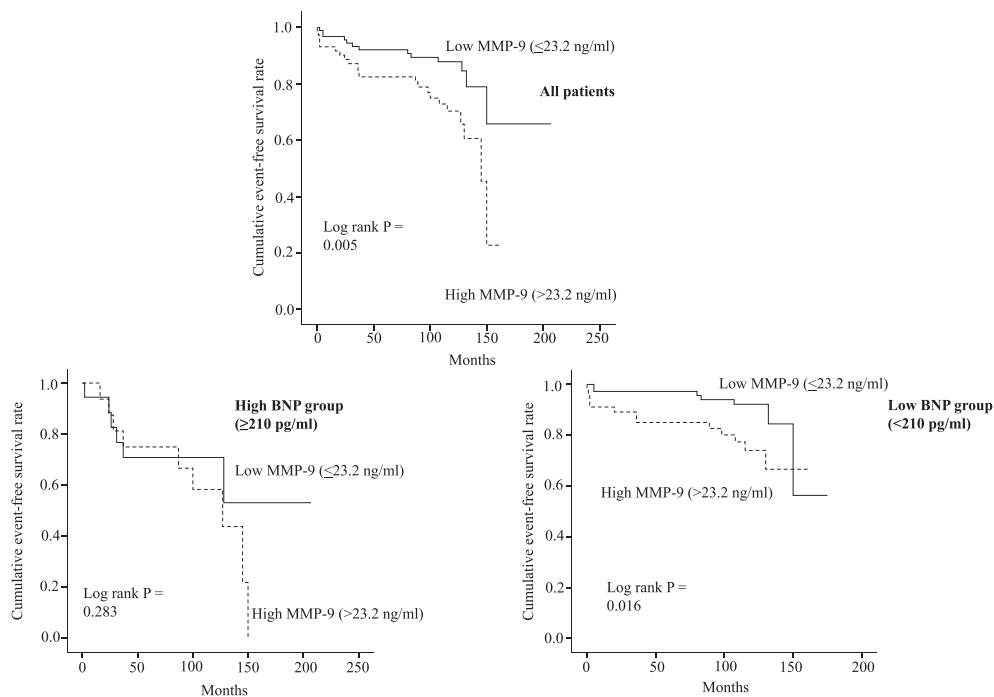 Cumulative event-free survival rate
1.0
0.8
0.6
0.4
0.2
0.0
Low MMP-9 (≤23.2 ng/ml)
All patients
Log rank P =
0.005
High MMP-9 (>23.2 ng/ml)
0 50 100 150 200 250
Months
Cumulative event-free survival rate
1.0
0.8
0.6
0.4
0.2
0.0
High BNP group
(≥210 pg/ml)
Low MMP-9 (≤23.2 ng/ml)
Log rank P =
0.283
High MMP-9 (>23.2 ng/ml)
0 50 100 150 200 250
Months
Cumulative event-free survival rate
1.0
0.8
0.6
0.4
0.2
0.0
Low MMP-9 (≤23.2 ng/ml)
Low BNP group
(<210 pg/ml)
High MMP-9 (>23.2 ng/ml)
Log rank P =
0.016
0 50 100 150 200
Months